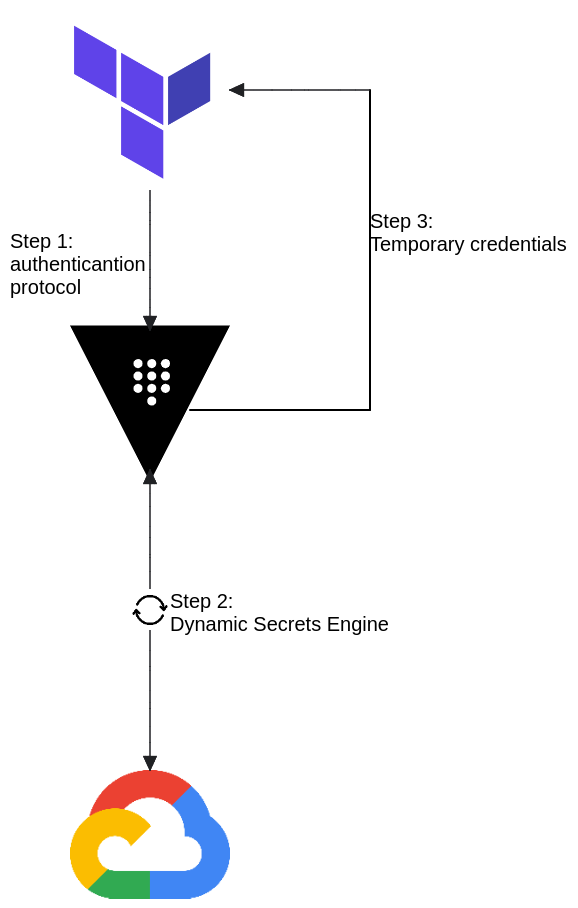 Step 1:
authenticantion
protocol
Step 3:
Temporary credentials
Step 2:
Dynamic Secrets Engine